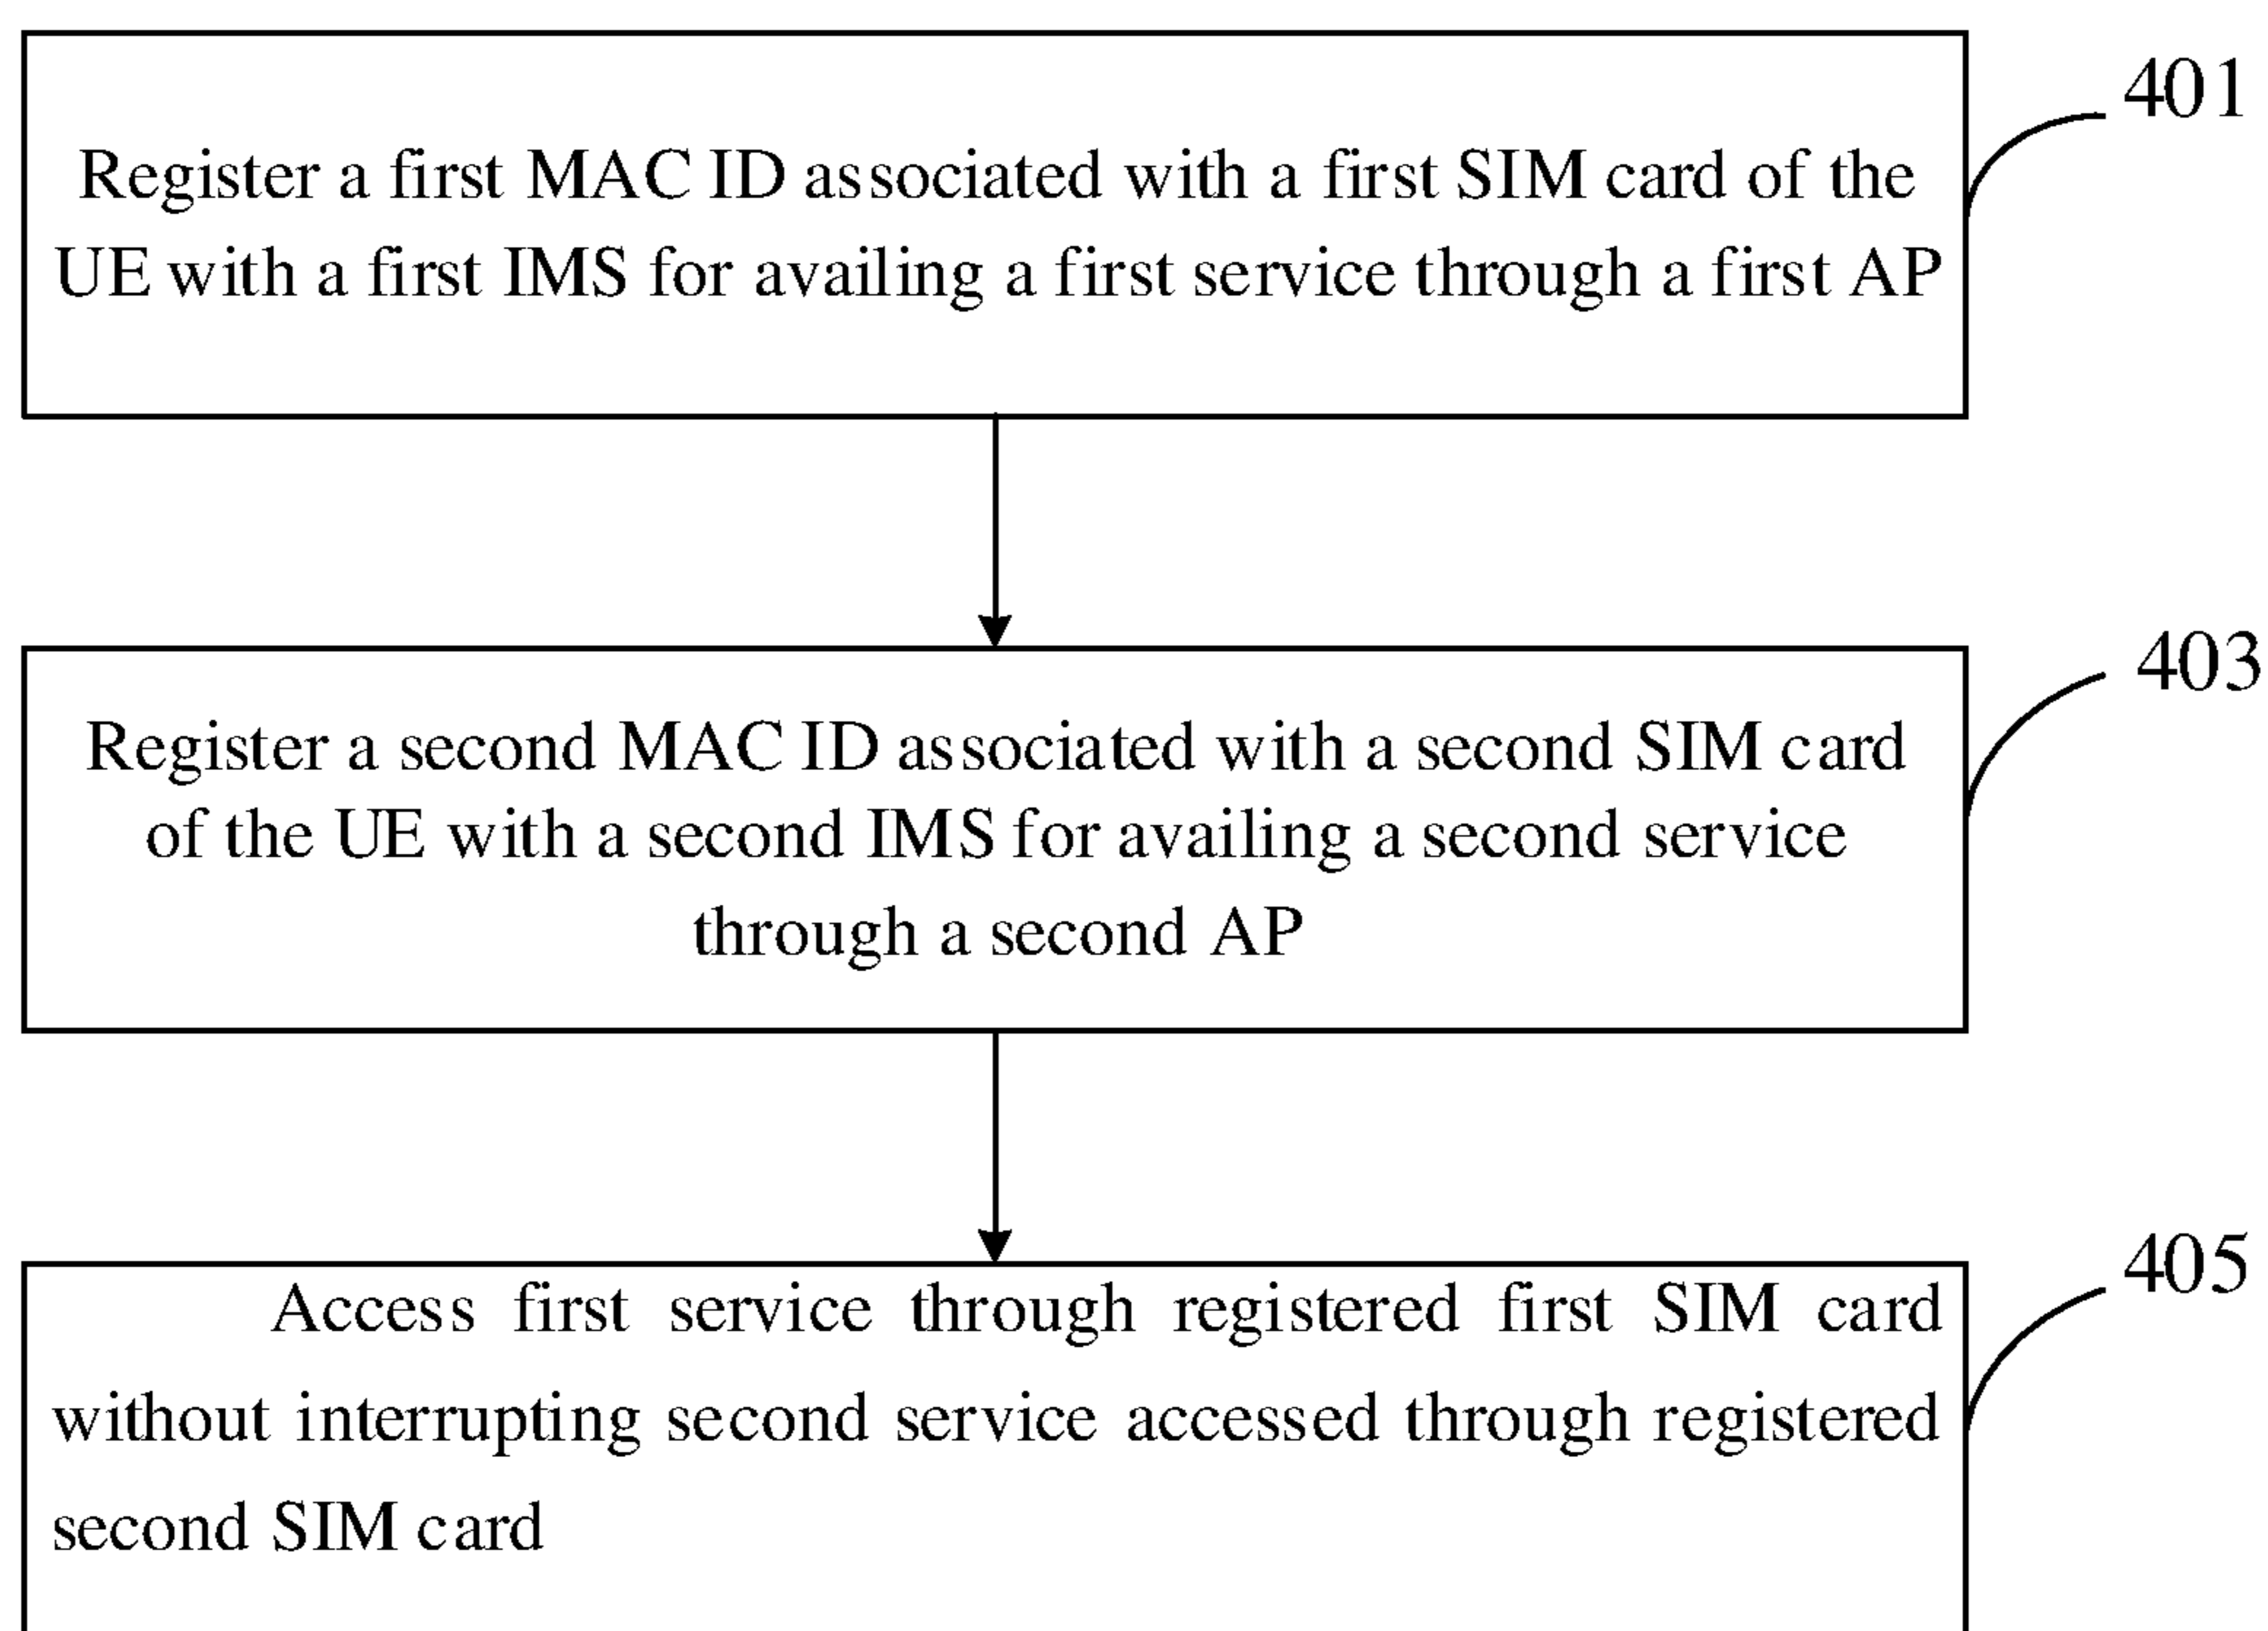 401
Register a first MAC ID associated with a first SIM card of the
UE with a first IMS for availing a first service through a first AP
403
Register a second MAC ID associated with a second SIM card
of the UE with a second IMS for availing a second service
through a second AP
405
Access first service through registered first SIM card
without interrupting second service accessed through registered
second SIM card